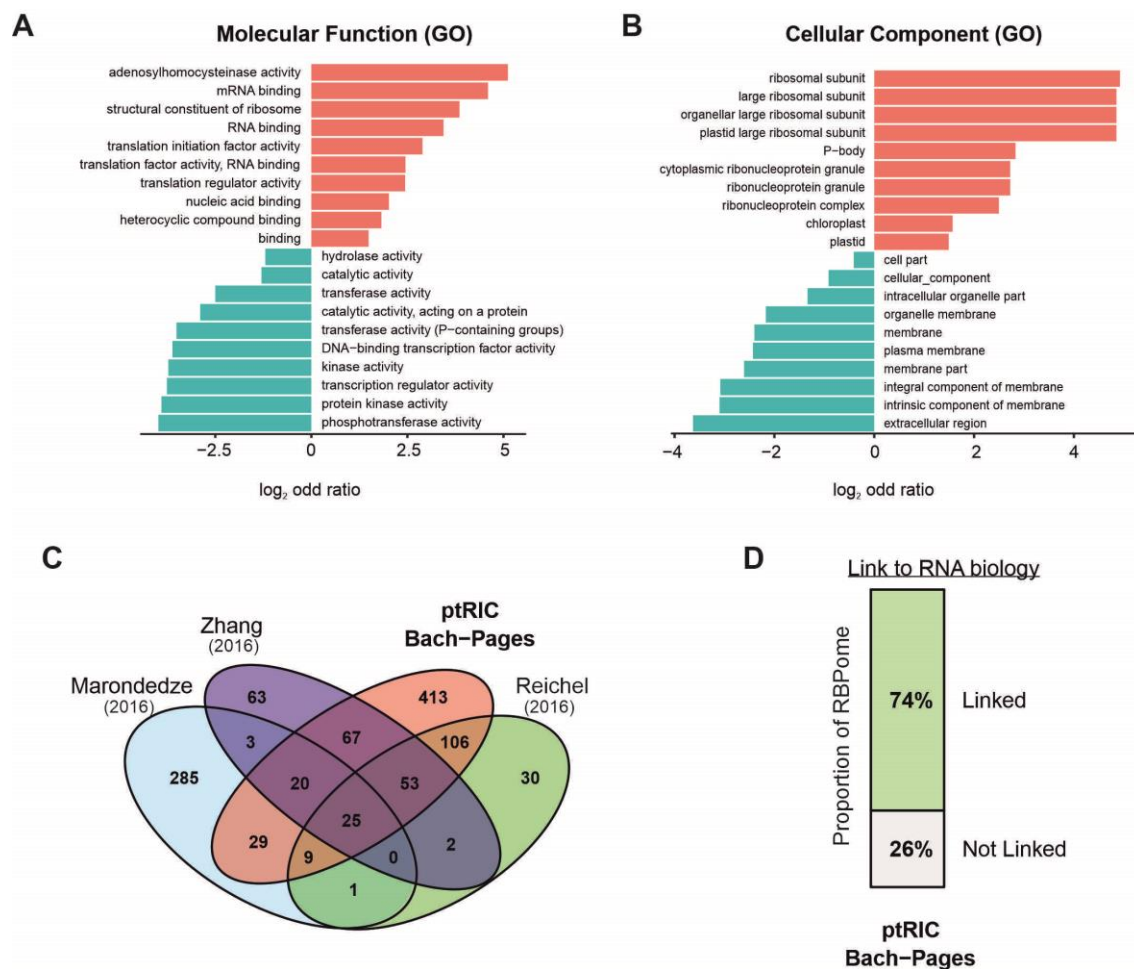 A
Molecular Function (GO)
adenosylhomocysteinase activity
mRNA binding
structural constituent of ribosome
RNA binding
translation initiation factor activity
translation factor activity, RNA binding
translation regulator activity
nucleic acid binding
heterocyclic compound binding
binding
hydrolase activity
catalytic activity
transferase activity
catalytic activity, acting on a protein
transferase activity (P-containing groups)
DNA-binding transcription factor activity
kinase activity
transcription regulator activity
protein kinase activity
phosphotransferase activity
−2.5 0 2.5 5
log₂ odd ratio
B
Cellular Component (GO)
ribosomal subunit
large ribosomal subunit
organellar large ribosomal subunit
plastid large ribosomal subunit
P-body
cytoplasmic ribonucleoprotein granule
ribonucleoprotein granule
ribonucleoprotein complex
chloroplast
plastid
cell part
cellular_component
intracellular organelle part
organelle membrane
membrane
plasma membrane
membrane part
integral component of membrane
intrinsic component of membrane
extracellular region
−4 −2 0 2 4
log₂ odd ratio
C
Marondedze
(2016)
Zhang
(2016)
ptRIC
Bach−Pages
Reichel
(2016)
63
413
3
67
106
285
20
53
30
25
29
9
0
2
1
D
Link to RNA biology
Proportion of RBPome
74% Linked
26% Not Linked
ptRIC
Bach−Pages